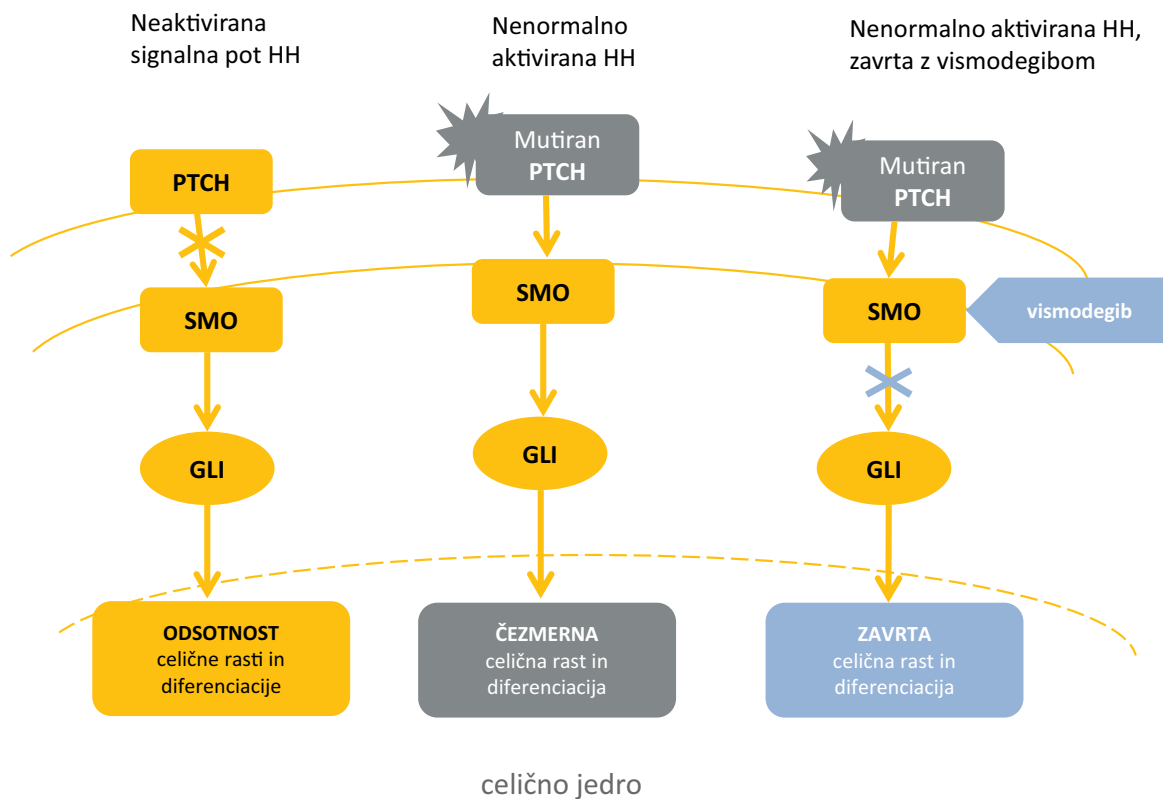 Neaktivirana
signalna pot HH
Nenormalno
aktivirana HH
Nenormalno aktivirana HH,
zavrta z vismodegibom
PTCH
Mutiran
PTCH
Mutiran
PTCH
SMO
SMO
SMO
vismodegib
GLI
GLI
GLI
ODSOTNOST
celične rasti in
diferenciacije
ČEZMERNA
celična rast in
diferenciacija
ZAVRTA
celična rast in
diferenciacija
celično jedro